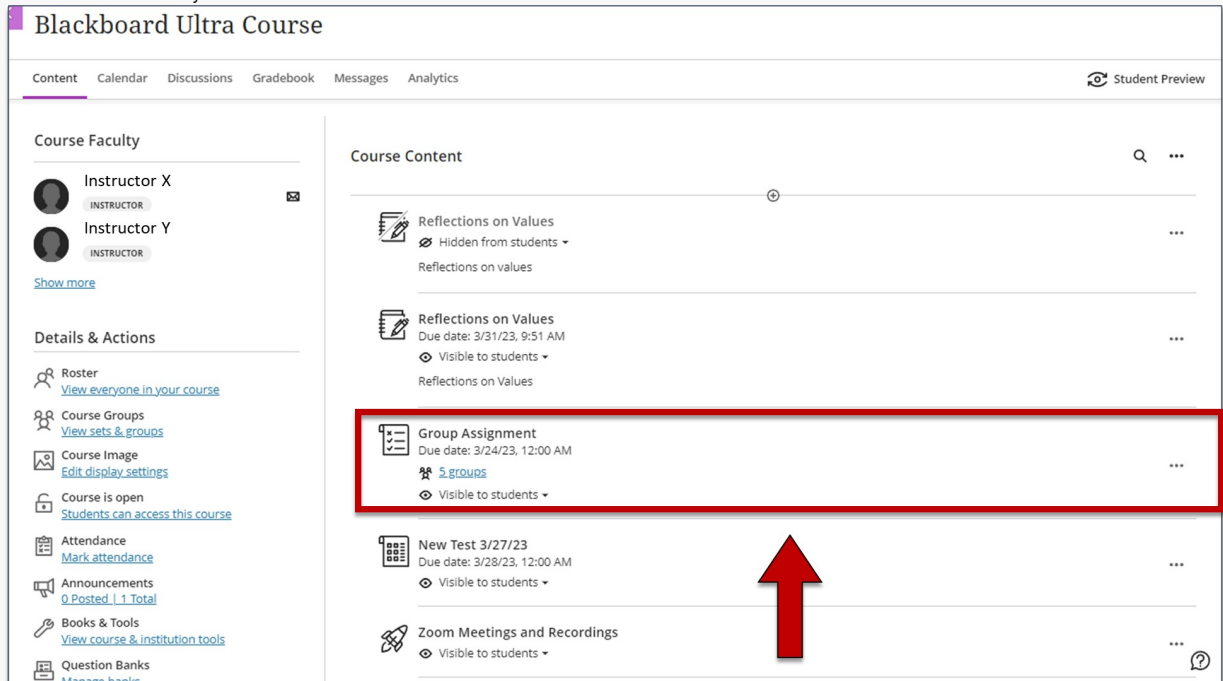 Blackboard Ultra Course
Content Calendar Discussions Gradebook Messages Analytics
Student Preview
Course Faculty
Instructor X
INSTRUCTOR
Instructor Y
INSTRUCTOR
Show more
Details & Actions
Roster
View everyone in your course
Course Groups
View sets & groups
Course Image
Edit display settings
Course is open
Students can access this course
Attendance
Mark attendance
Announcements
0 Posted | 1 Total
Books & Tools
View course & institution tools
Question Banks
Manage banks
Course Content
Reflections on Values
Hidden from students
Reflections on values
Reflections on Values
Due date: 3/31/23, 9:51 AM
Visible to students
Reflections on Values
Group Assignment
Due date: 3/24/23, 12:00 AM
5 groups
Visible to students
New Test 3/27/23
Due date: 3/28/23, 12:00 AM
Visible to students
Zoom Meetings and Recordings
Visible to students